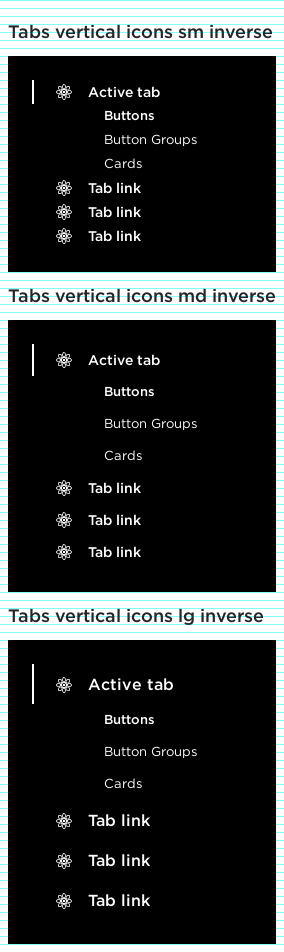 Tabs vertical icons sm inverse
Active tab
Buttons
Button Groups
Cards
Tab link
Tab link
Tab link
Tabs vertical icons md inverse
Active tab
Buttons
Button Groups
Cards
Tab link
Tab link
Tab link
Tabs vertical icons lg inverse
Active tab
Buttons
Button Groups
Cards
Tab link
Tab link
Tab link